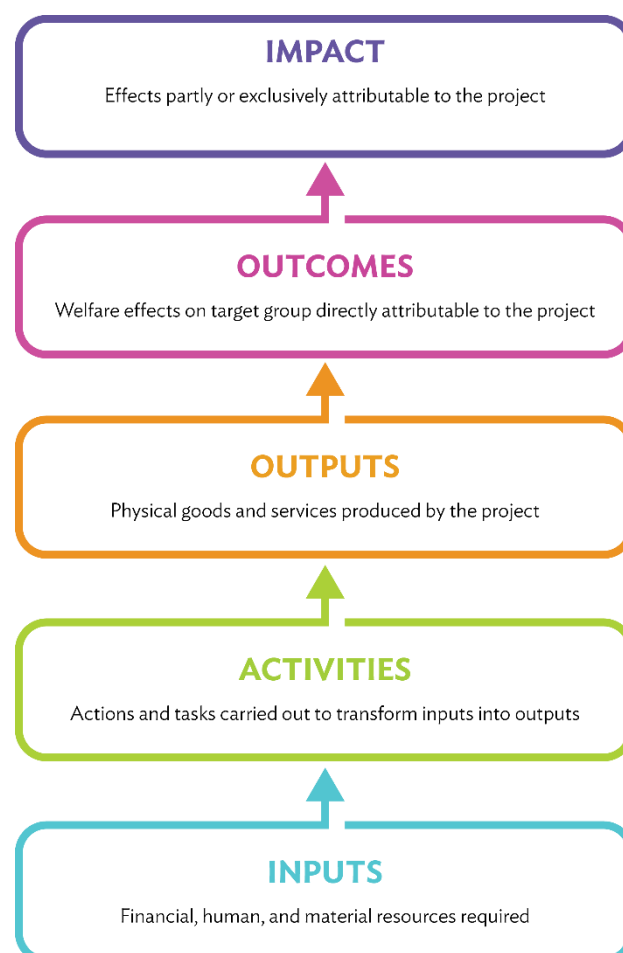 IMPACT
Effects partly or exclusively attributable to the project
OUTCOMES
Welfare effects on target group directly attributable to the project
OUTPUTS
Physical goods and services produced by the project
ACTIVITIES
Actions and tasks carried out to transform inputs into outputs
INPUTS
Financial, human, and material resources required